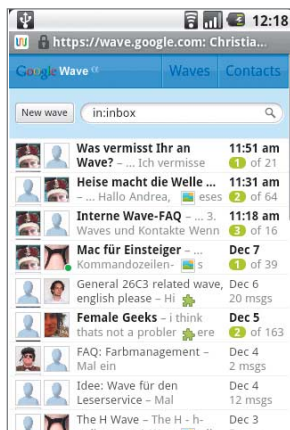 12:18
https://wave.google.com: Christia...
Google Wave
Waves
Contacts
New wave
in:inbox
Was vermisst Ihr an 11:51 am
Wave? – ... Ich vermisse 1 of 21
Heise macht die Welle ... 11:31 am
– ... Hallo Andrea, eses 2 of 64
Interne Wave-FAQ – ... 3. 11:18 am
Waves und Kontakte Wenn 3 of 16
Mac für Einsteiger – ... Dec 7
Kommandozeilen- s 1 of 39
General 26C3 related wave, Dec 6
english please – Hi 20 msgs
Female Geeks – i think Dec 5
thats not a probler ere 2 of 163
FAQ: Farbmanagement – Dec 4
Mal ein 2 msgs
Idee: Wave für den Dec 4
Leserservice – Mal 12 msgs
The H Wave – The H - h- Dec 3